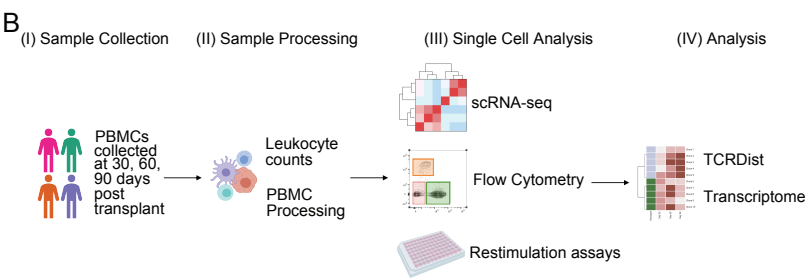 B
(I) Sample Collection
(II) Sample Processing
(III) Single Cell Analysis
(IV) Analysis
PBMCs
collected
at 30, 60,
90 days
post
transplant
Leukocyte
counts
PBMC
Processing
scRNA-seq
Flow Cytometry
Restimulation assays
TCRDist
Transcriptome